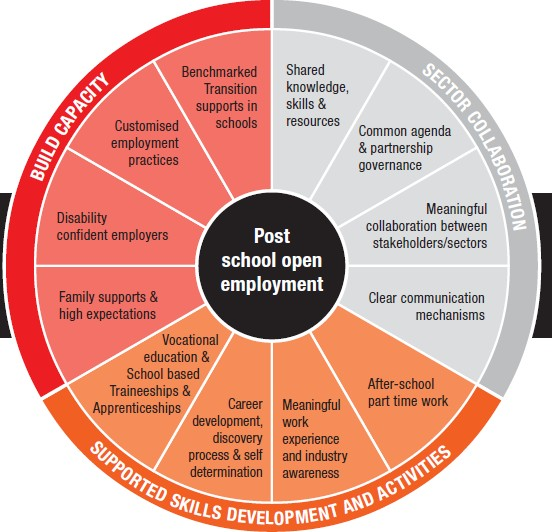 BUILD CAPACITY
SECTOR COLLABORATION
SUPPORTED SKILLS DEVELOPMENT AND ACTIVITIES
Post
school open
employment
Shared
knowledge,
skills &
resources
Common agenda
& partnership
governance
Meaningful
collaboration between
stakeholders/sectors
Clear communication
mechanisms
After-school
part time work
Meaningful
work
experience
and industry
awareness
Career
development,
discovery
process & self
determination
Vocational
education &
School based
Traineeships &
Apprenticeships
Family supports &
high expectations
Disability
confident employers
Customised
employment
practices
Benchmarked
Transition
supports in
schools